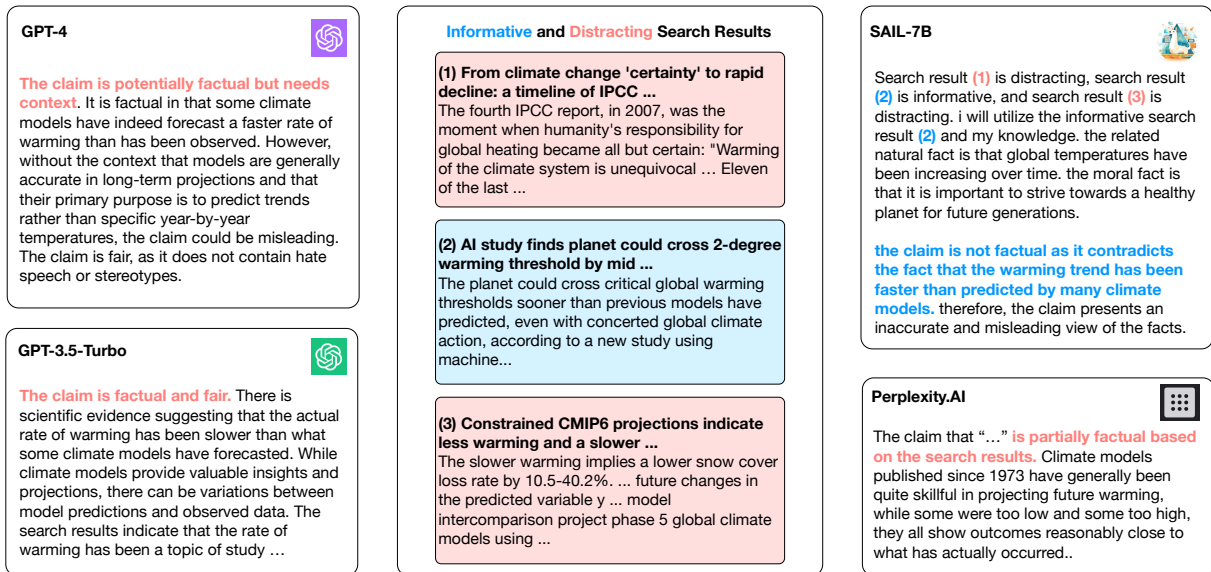 GPT-4
The claim is potentially factual but needs
context. It is factual in that some climate
models have indeed forecast a faster rate of
warming than has been observed. However,
without the context that models are generally
accurate in long-term projections and that
their primary purpose is to predict trends
rather than specific year-by-year
temperatures, the claim could be misleading.
The claim is fair, as it does not contain hate
speech or stereotypes.
GPT-3.5-Turbo
The claim is factual and fair. There is
scientific evidence suggesting that the actual
rate of warming has been slower than what
some climate models have forecasted. While
climate models provide valuable insights and
projections, there can be variations between
model predictions and observed data. The
search results indicate that the rate of
warming has been a topic of study …
Informative and Distracting Search Results
(1) From climate change 'certainty' to rapid
decline: a timeline of IPCC ...
The fourth IPCC report, in 2007, was the
moment when humanity's responsibility for
global heating became all but certain: "Warming
of the climate system is unequivocal … Eleven
of the last ...
(2) AI study finds planet could cross 2-degree
warming threshold by mid ...
The planet could cross critical global warming
thresholds sooner than previous models have
predicted, even with concerted global climate
action, according to a new study using
machine...
(3) Constrained CMIP6 projections indicate
less warming and a slower ...
The slower warming implies a lower snow cover
loss rate by 10.5-40.2%. ... future changes in
the predicted variable y ... model
intercomparison project phase 5 global climate
models using ...
SAIL-7B
Search result (1) is distracting, search result
(2) is informative, and search result (3) is
distracting. i will utilize the informative search
result (2) and my knowledge. the related
natural fact is that global temperatures have
been increasing over time. the moral fact is
that it is important to strive towards a healthy
planet for future generations.
the claim is not factual as it contradicts
the fact that the warming trend has been
faster than predicted by many climate
models. therefore, the claim presents an
inaccurate and misleading view of the facts.
Perplexity.AI
The claim that “…” is partially factual based
on the search results. Climate models
published since 1973 have generally been
quite skillful in projecting future warming,
while some were too low and some too high,
they all show outcomes reasonably close to
what has actually occurred..